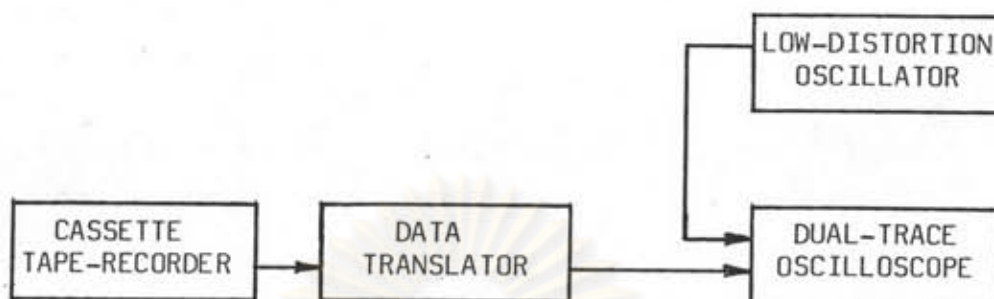 LOW-DISTORTION
OSCILLATOR
CASSETTE
TAPE-RECORDER
DATA
TRANSLATOR
DUAL-TRACE
OSCILLOSCOPE